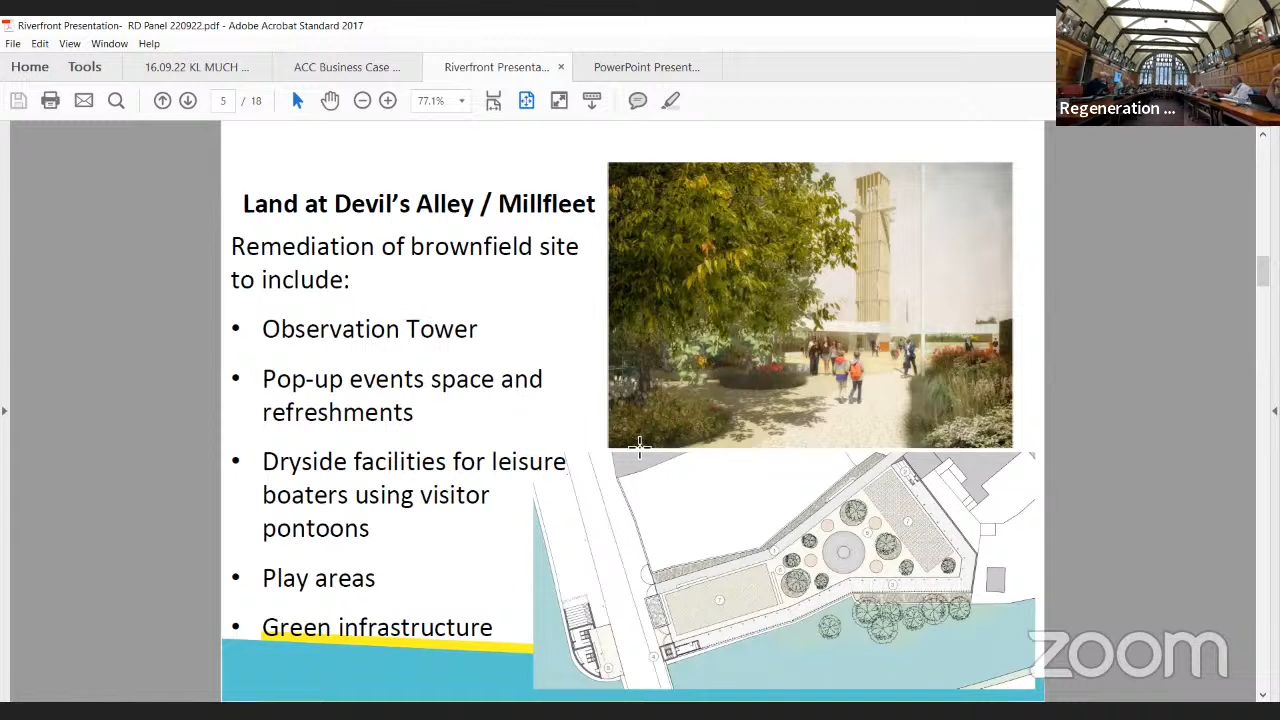 Riverfront Presentation- RD Panel 220922.pdf - Adobe Acrobat Standard 2017
File Edit View Window Help
Home Tools 16.09.22 KL MUCH ... ACC Business Case ... Riverfront Presenta... × PowerPoint Present...
5 / 18 77.1%
Regeneration ...
Land at Devil's Alley / Millfleet
Remediation of brownfield site
to include:
• Observation Tower
• Pop-up events space and
refreshments
• Dryside facilities for leisure
boaters using visitor
pontoons
• Play areas
• Green infrastructure
zoom